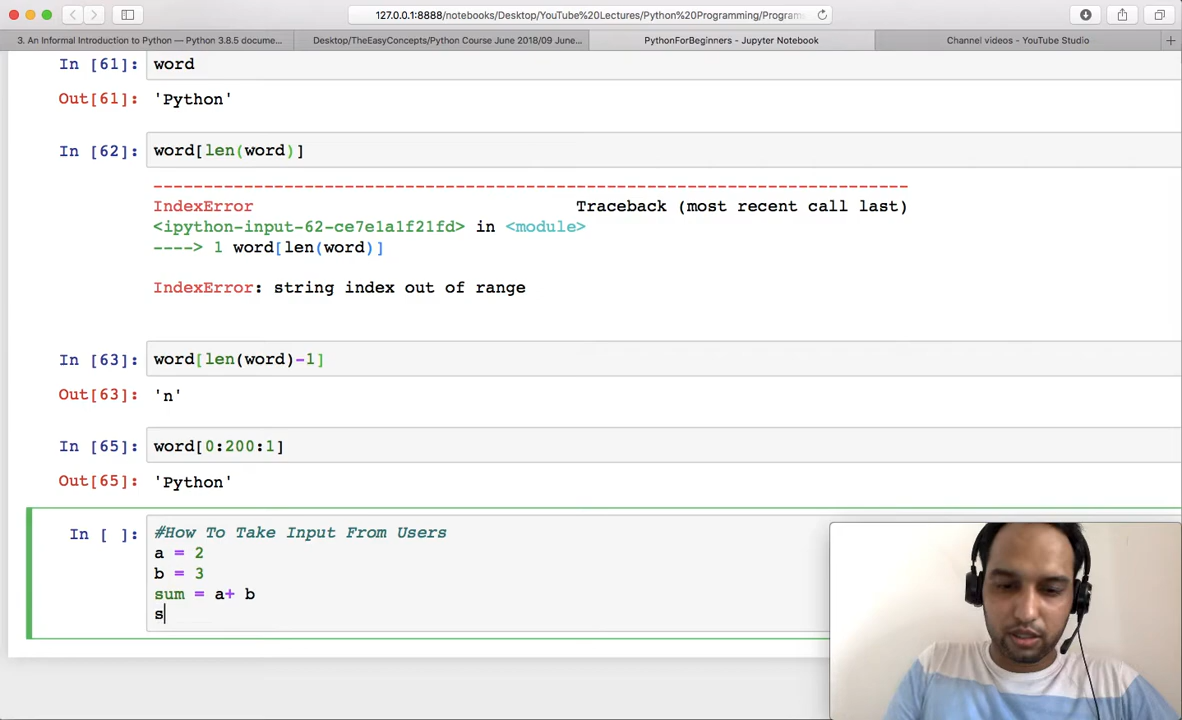 127.0.0.1:8888/notebooks/Desktop/YouTube%20Lectures/Python%20Programming/Program
3. An Informal Introduction to Python — Python 3.8.5 docume...
Desktop/TheEasyConcepts/Python Course June 2018/09 June...
PythonForBeginners - Jupyter Notebook
Channel videos - YouTube Studio
In [61]: word
Out[61]: 'Python'
In [62]: word[len(word)]
---------------------------------------------------------------------------
IndexError Traceback (most recent call last)
<ipython-input-62-ce7e1a1f21fd> in <module>
----> 1 word[len(word)]
IndexError: string index out of range
In [63]: word[len(word)-1]
Out[63]: 'n'
In [65]: word[0:200:1]
Out[65]: 'Python'
In [ ]: #How To Take Input From Users
a = 2
b = 3
sum = a+ b
s